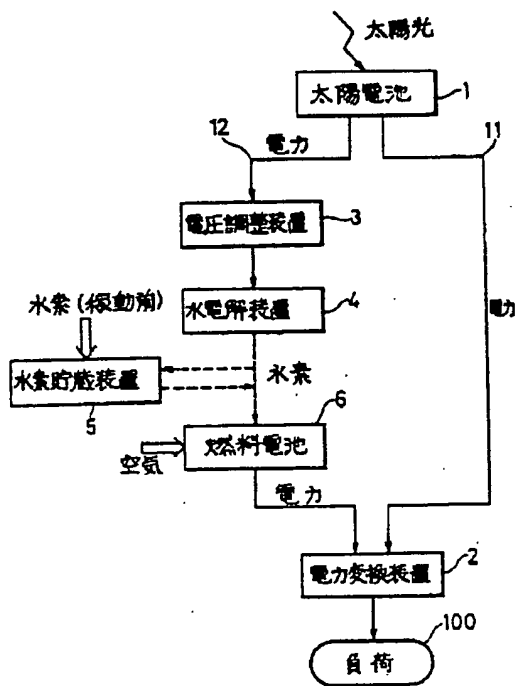 太陽光
太陽電池
1
12
電力
11
電圧調整装置
3
水電解装置
4
電力
水素(稼動前)
水素貯蔵装置
5
水素
6
燃料電池
空気
電力
電力変換装置
2
100
負荷